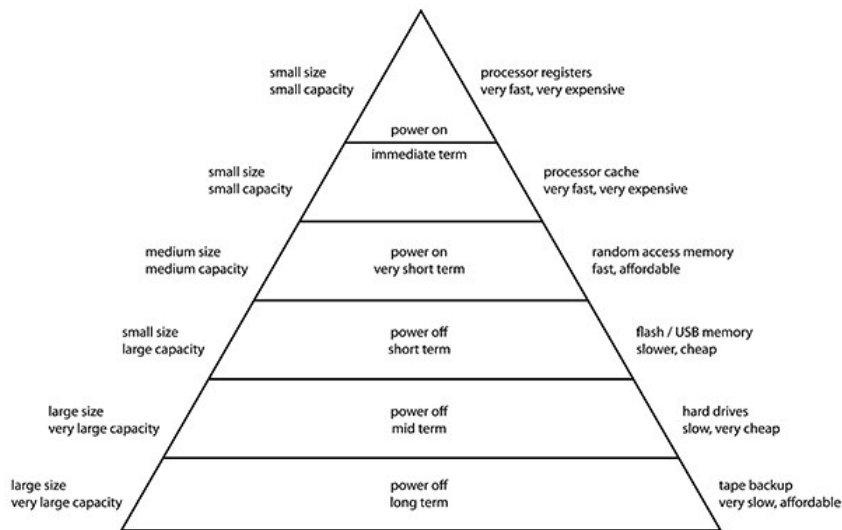 small size
small capacity
processor registers
very fast, very expensive
power on
immediate term
small size
small capacity
processor cache
very fast, very expensive
medium size
medium capacity
power on
very short term
random access memory
fast, affordable
small size
large capacity
power off
short term
flash / USB memory
slower, cheap
large size
very large capacity
power off
mid term
hard drives
slow, very cheap
large size
very large capacity
power off
long term
tape backup
very slow, affordable